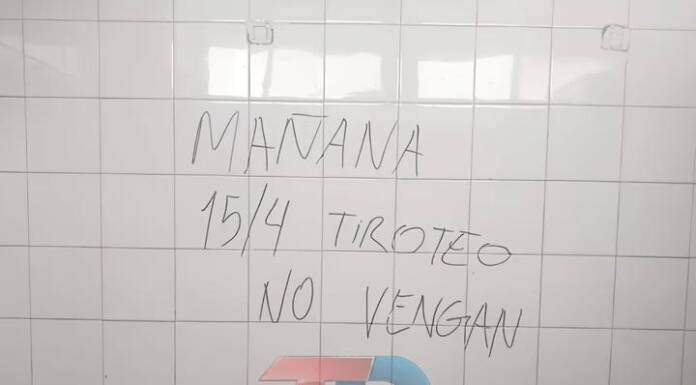 MAÑANA
15/4 TIROTEO
NO VENGAN